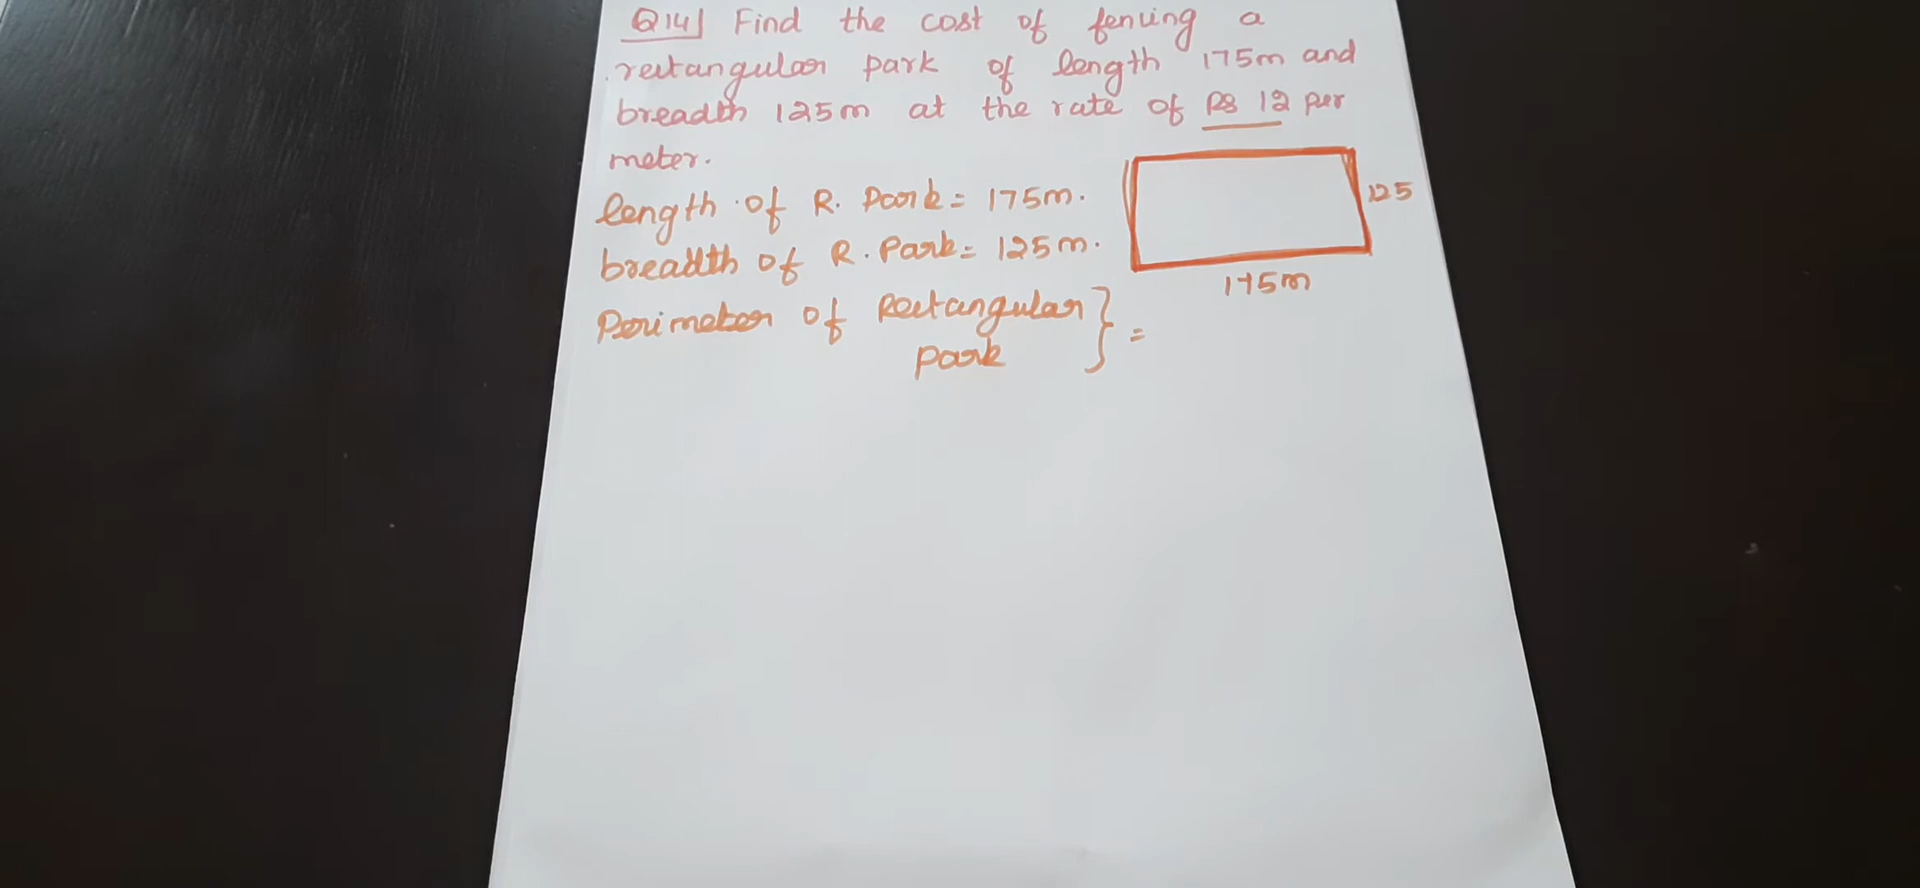 Q14] Find the cost of fencing a
rectangular park of length 175m and
breadth 125m at the rate of Rs 12 per
meter.
length of R. Park = 175m.
breadth of R. Park = 125m.
125
175m
Perimeter of Rectangular } =
Park